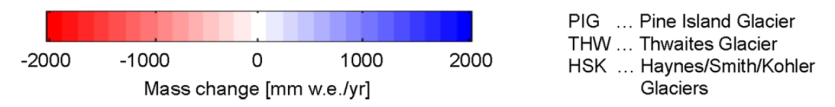 -2000 -1000 0 1000 2000
Mass change [mm w.e./yr]
PIG ... Pine Island Glacier
THW ... Thwaites Glacier
HSK ... Haynes/Smith/Kohler
Glaciers